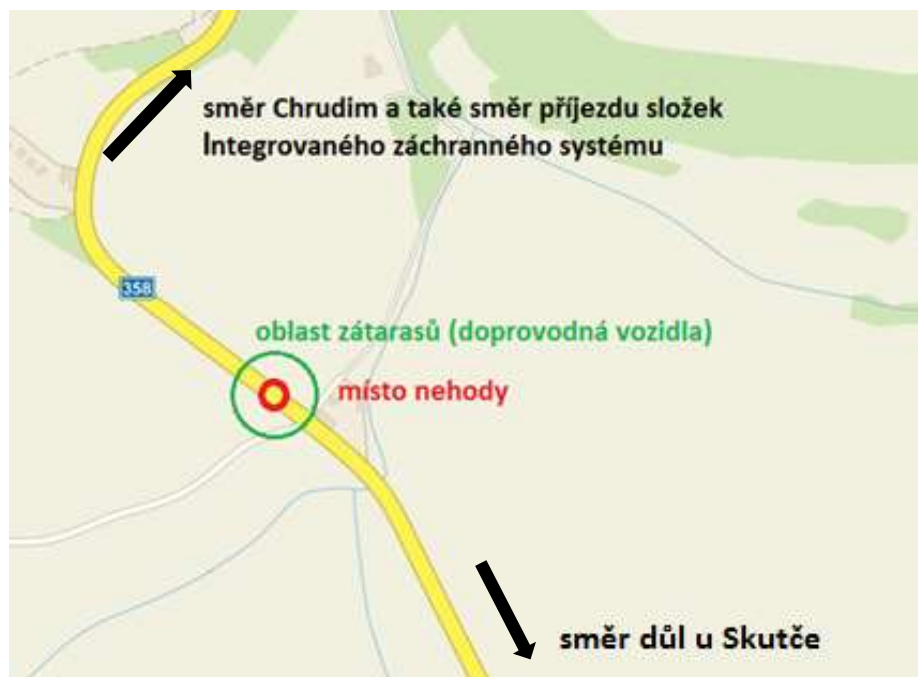 směr Chrudim a také směr příjezdu složek
Integrovaného záchranného systému
358
oblast zátarasů (doprovodná vozidla)
místo nehody
směr důl u Skutče